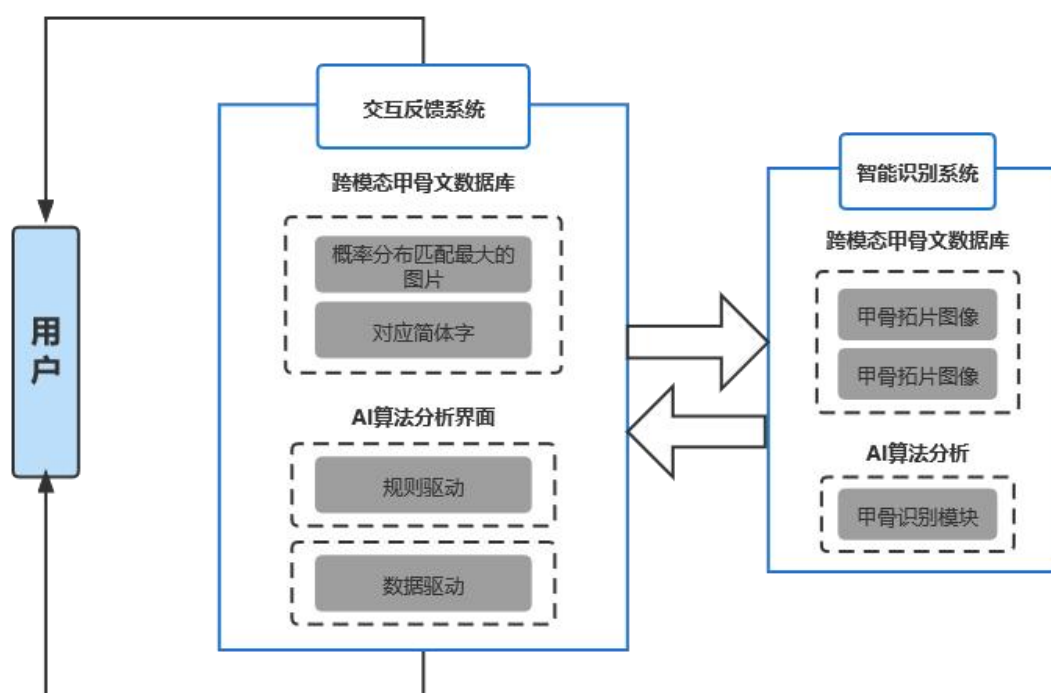 交互反馈系统
跨模态甲骨文数据库
概率分布匹配最大的
图片
对应简体字
AI算法分析界面
规则驱动
数据驱动
用
户
智能识别系统
跨模态甲骨文数据库
甲骨拓片图像
甲骨拓片图像
AI算法分析
甲骨识别模块